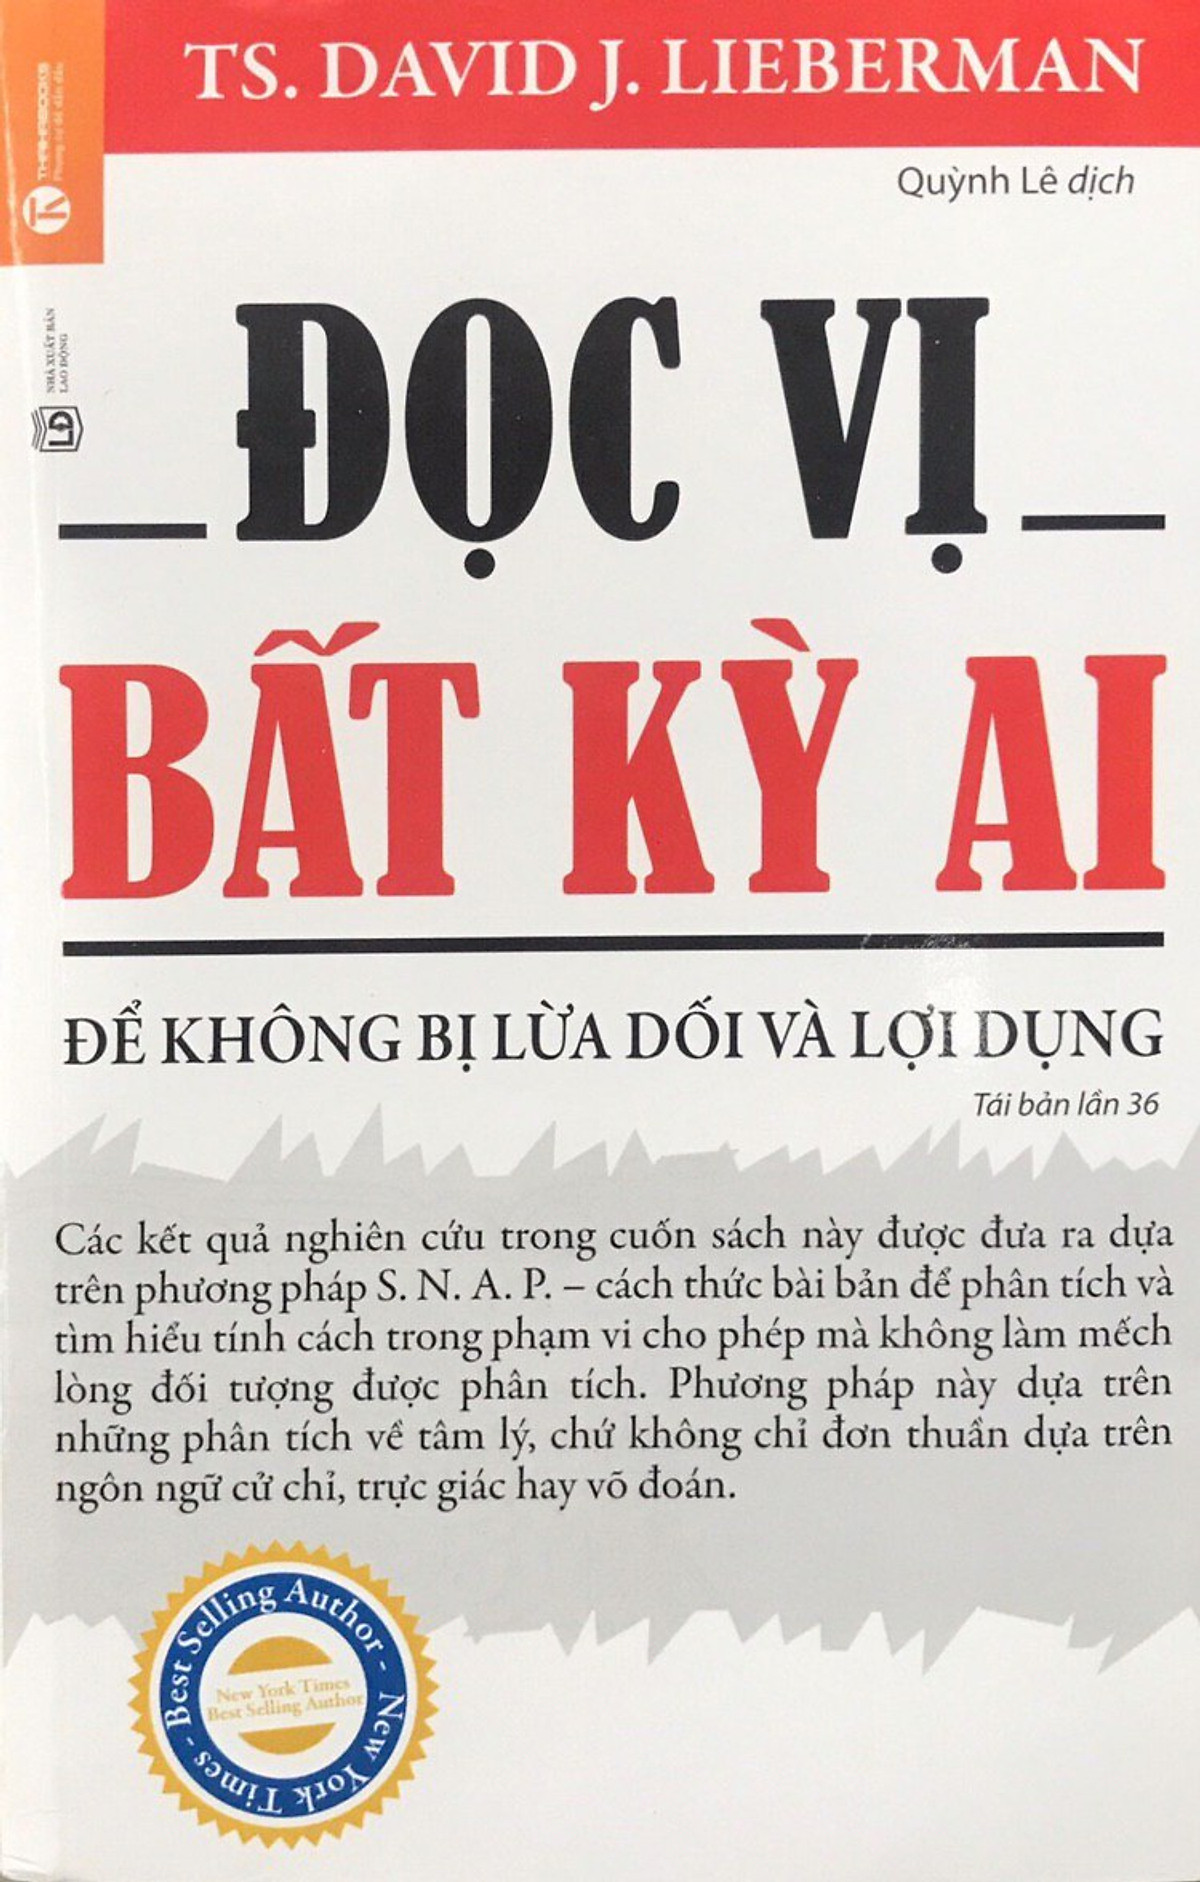 TS. DAVID J. LIEBERMAN
THAIHABOOKS
Quỳnh Lê dịch
NHÀ XUẤT BẢN
LAO ĐỘNG
LĐ
ĐỌC VỊ
BẤT KỲ AI
ĐỂ KHÔNG BỊ LỪA DỐI VÀ LỢI DỤNG
Tái bản lần 36
Các kết quả nghiên cứu trong cuốn sách này được đưa ra dựa
trên phương pháp S. N. A. P. – cách thức bài bản để phân tích và
tìm hiểu tính cách trong phạm vi cho phép mà không làm mếch
lòng đối tượng được phân tích. Phương pháp này dựa trên
những phân tích về tâm lý, chứ không chỉ đơn thuần dựa trên
ngôn ngữ cử chỉ, trực giác hay võ đoán.
Best Selling Author - New York Times -
New York Times
Best Selling Author